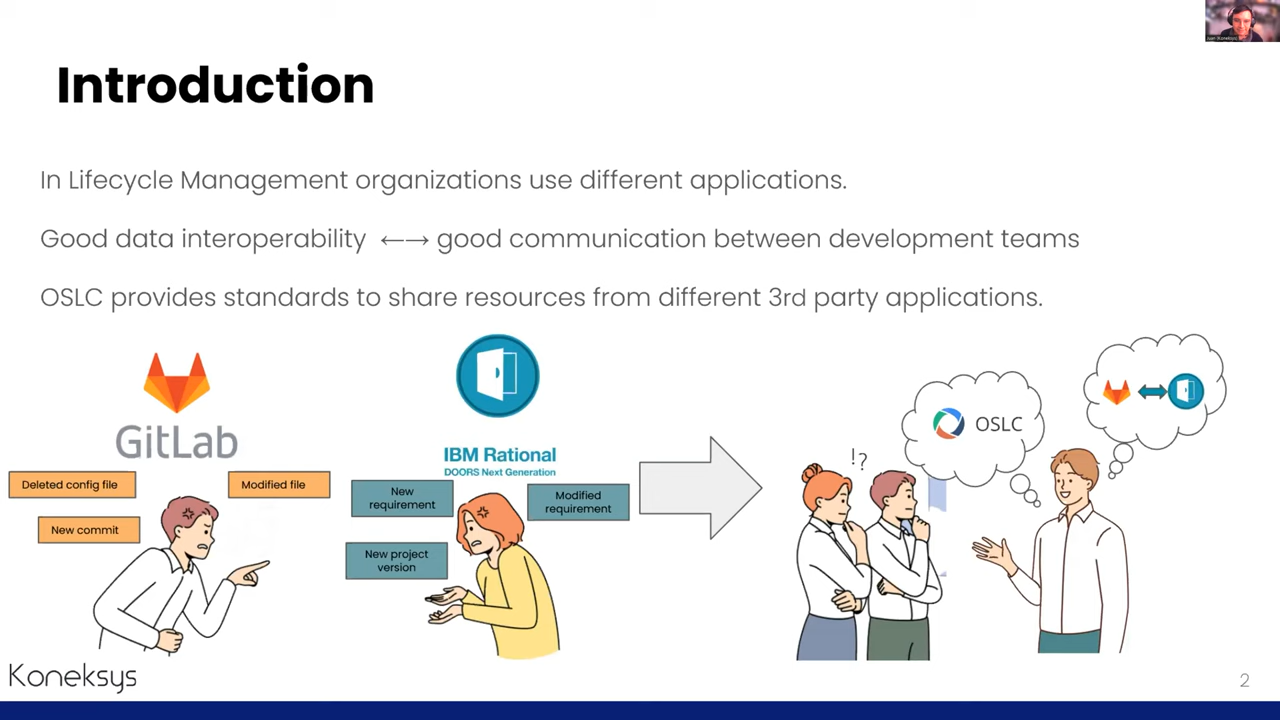 Introduction
In Lifecycle Management organizations use different applications.
Good data interoperability ←→ good communication between development teams
OSLC provides standards to share resources from different 3rd party applications.
GitLab
Deleted config file
Modified file
New commit
IBM Rational
DOORS Next Generation
New
requirement
Modified
requirement
New project
version
!?
OSLC
Koneksys
2